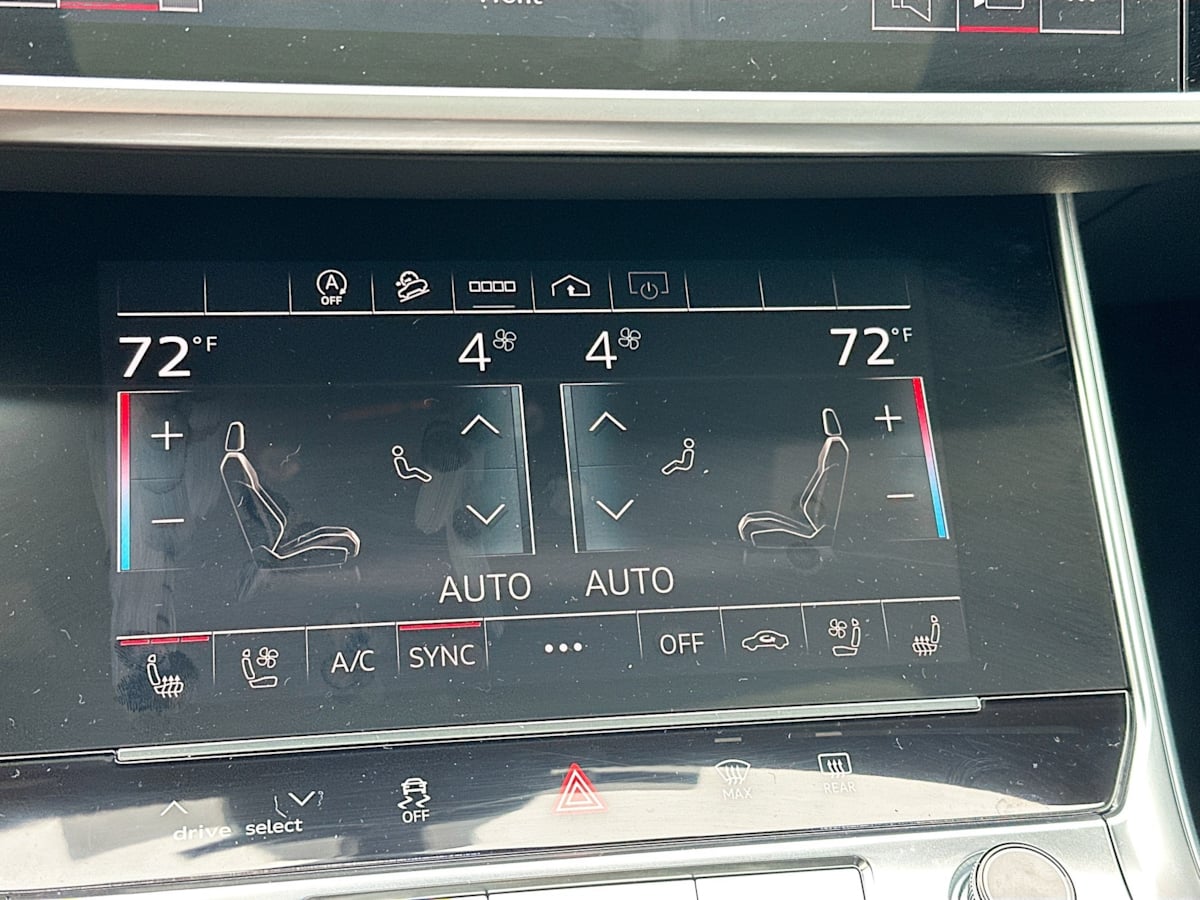 A
OFF
72°F 4 4 72°F
AUTO AUTO
A/C SYNC ••• OFF
drive select OFF MAX REAR